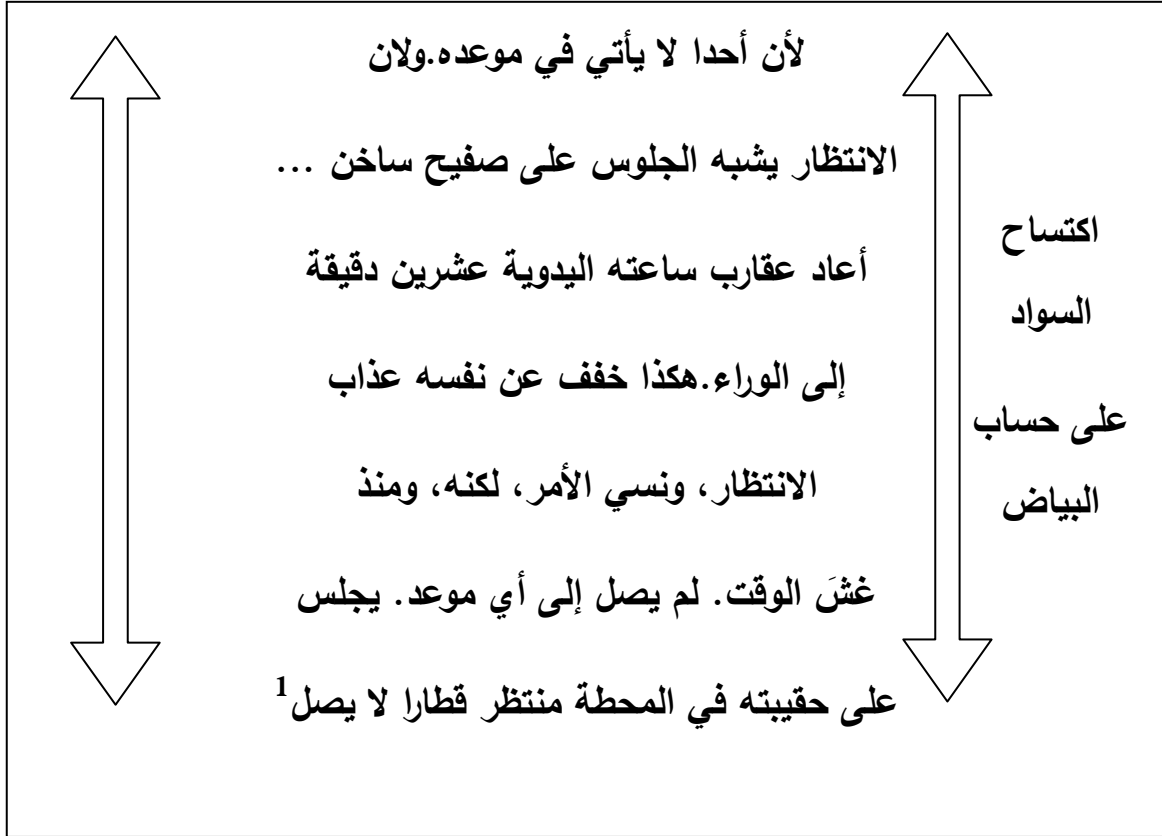 لأن أحدا لا يأتي في موعده.ولان
الانتظار يشبه الجلوس على صفيح ساخن ...
أعاد عقارب ساعته اليدوية عشرين دقيقة
إلى الوراء.هكذا خفف عن نفسه عذاب
الانتظار، ونسي الأمر، لكنه، ومنذ
غشَ الوقت. لم يصل إلى أي موعد. يجلس
على حقيبته في المحطة منتظر قطارا لا يصل1
اكتساح
السواد
على حساب
البياض